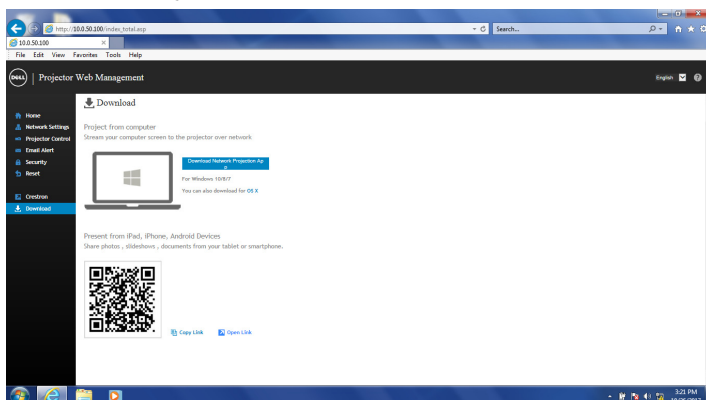 http://10.0.50.100/index_total.asp
Search...
10.0.50.100
File Edit View Favorites Tools Help
DELL
Projector Web Management
English
Download
Home
Network Settings
Projector Control
Email Alert
Security
Reset
Crestron
Download
Project from computer
Stream your computer screen to the projector over network
Download Network Projection Ap
p
For Windows 10/8/7
You can also download for OS X
Present from iPad, iPhone, Android Devices
Share photos , slideshows , documents from your tablet or smartphone.
Copy Link
Open Link
3:21 PM